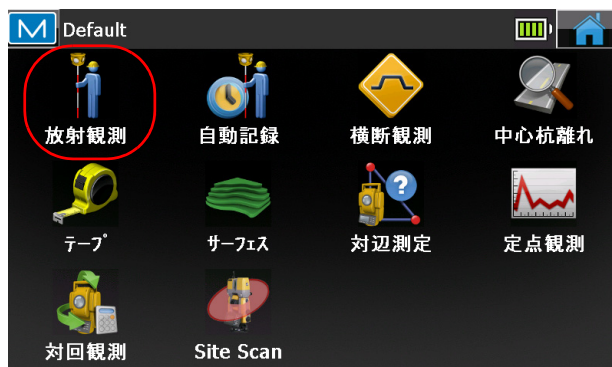 Default
放射観測 自動記録 横断観測 中心杭離れ
ﾃｰﾌﾟ ｻｰﾌｪｽ 対辺測定 定点観測
対回観測 Site Scan